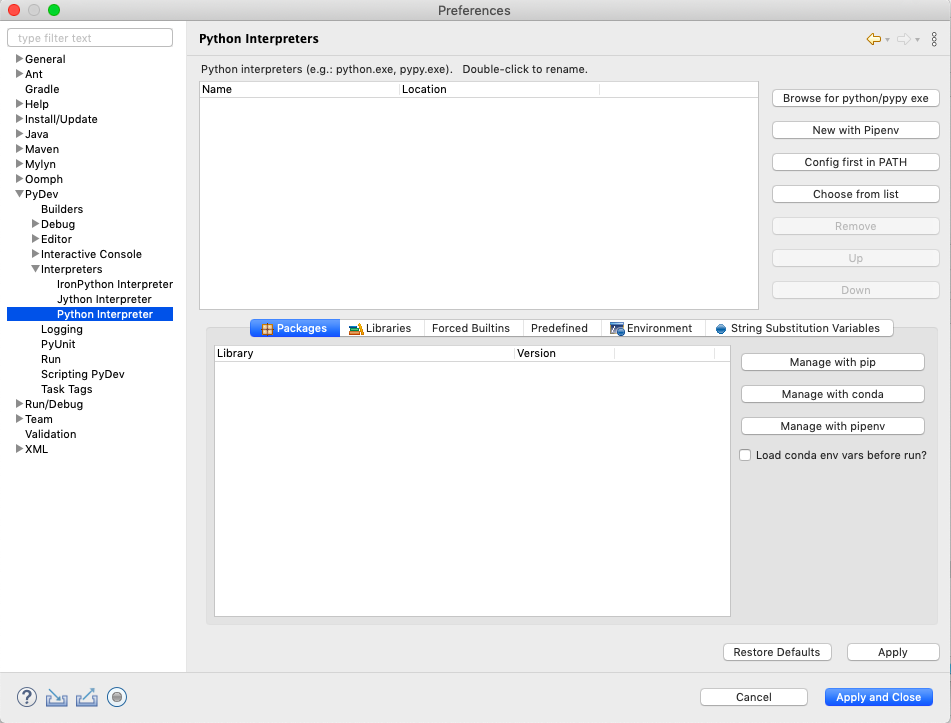 Preferences
type filter text
General
Ant
Gradle
Help
Install/Update
Java
Maven
Mylyn
Oomph
PyDev
Builders
Debug
Editor
Interactive Console
Interpreters
IronPython Interpreter
Jython Interpreter
Python Interpreter
Logging
PyUnit
Run
Scripting PyDev
Task Tags
Run/Debug
Team
Validation
XML
Python Interpreters
Python interpreters (e.g.: python.exe, pypy.exe).   Double-click to rename.
Name Location
Browse for python/pypy exe
New with Pipenv
Config first in PATH
Choose from list
Remove
Up
Down
Packages Libraries Forced Builtins Predefined Environment String Substitution Variables
Library Version
Manage with pip
Manage with conda
Manage with pipenv
Load conda env vars before run?
Restore Defaults Apply
? Cancel Apply and Close